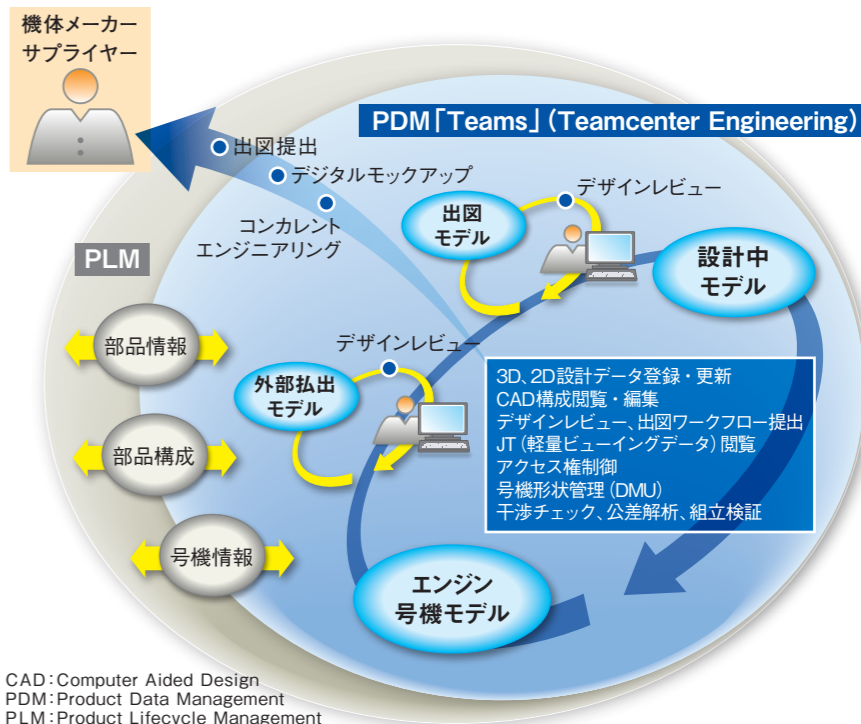 機体メーカー
サプライヤー
PDM「Teams」(Teamcenter Engineering)
出図提出
デジタルモックアップ
コンカレント
エンジニアリング
デザインレビュー
出図
モデル
設計中
モデル
PLM
部品情報
デザインレビュー
外部払出
モデル
3D、2D設計データ登録・更新
CAD構成閲覧・編集
デザインレビュー、出図ワークフロー提出
JT(軽量ビューイングデータ)閲覧
アクセス権制御
号機形状管理(DMU)
干渉チェック、公差解析、組立検証
部品構成
号機情報
エンジン
号機モデル
CAD:Computer Aided Design
PDM:Product Data Management
PLM:Product Lifecycle Management